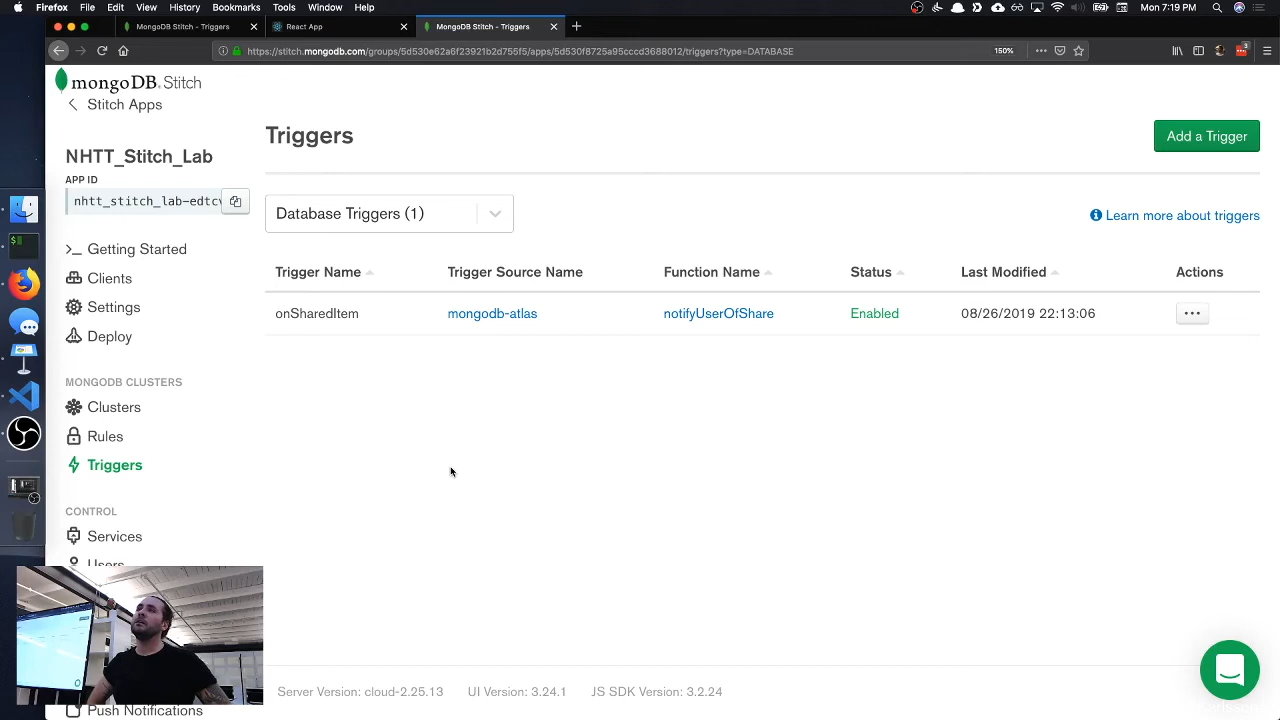 Firefox File Edit View History Bookmarks Tools Window Help
Mon 7:19 PM
MongoDB Stitch - Triggers
React App
MongoDB Stitch - Triggers
https://stitch.mongodb.com/groups/5d530e62a6f23921b2d755f5/apps/5d530f8725a95cccd3688012/triggers?type=DATABASE
150%
3
mongoDB. Stitch
Stitch Apps
NHTT_Stitch_Lab
APP ID
nhtt_stitch_lab-edtcv
Getting Started
Clients
Settings
Deploy
MONGODB CLUSTERS
Clusters
Rules
Triggers
CONTROL
Services
Users
Push Notifications
Triggers
Add a Trigger
Database Triggers (1)
Learn more about triggers
Trigger Name Trigger Source Name Function Name Status Last Modified Actions
onSharedItem mongodb-atlas notifyUserOfShare Enabled 08/26/2019 22:13:06
Server Version: cloud-2.25.13 UI Version: 3.24.1 JS SDK Version: 3.2.24